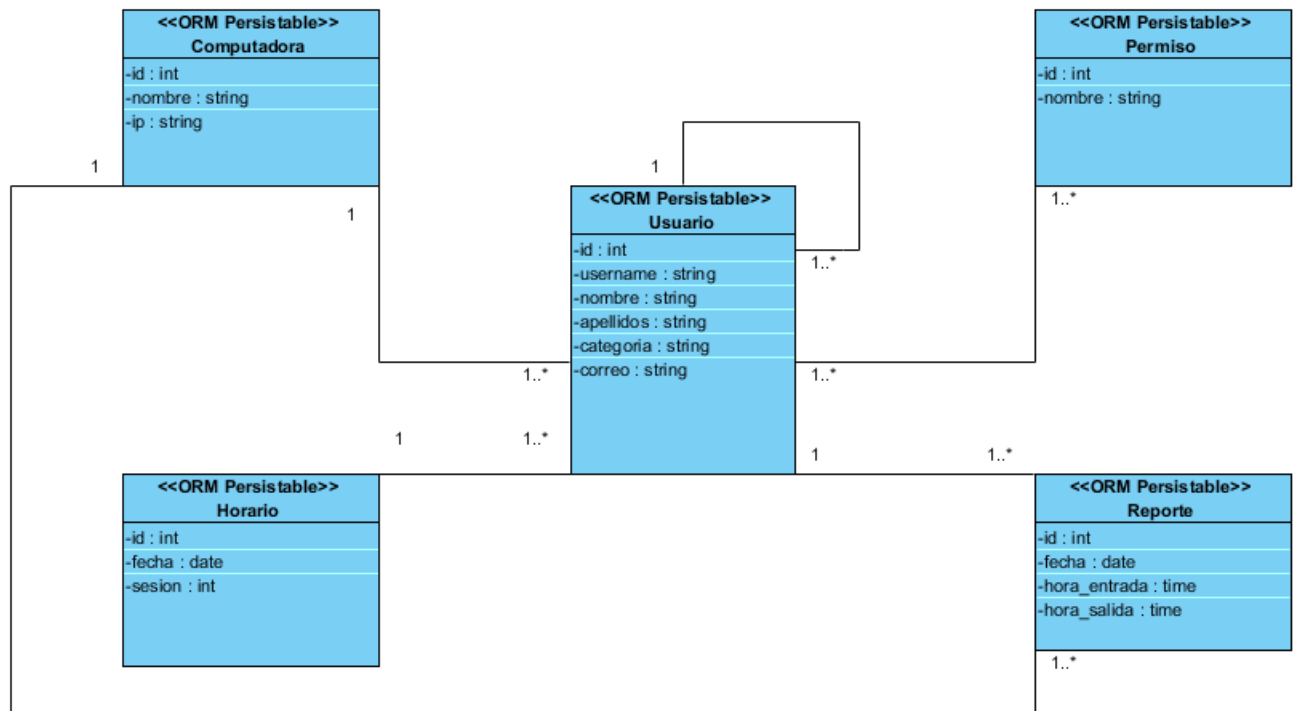 <<ORM Persistable>>
Computadora
-id : int
-nombre : string
-ip : string
<<ORM Persistable>>
Permiso
-id : int
-nombre : string
1
1
1
1..*
<<ORM Persistable>>
Usuario
-id : int
-username : string
-nombre : string
-apellidos : string
-categoria : string
-correo : string
1..*
1..*
1..*
1
1..*
1
1..*
<<ORM Persistable>>
Horario
-id : int
-fecha : date
-sesion : int
<<ORM Persistable>>
Reporte
-id : int
-fecha : date
-hora_entrada : time
-hora_salida : time
1..*